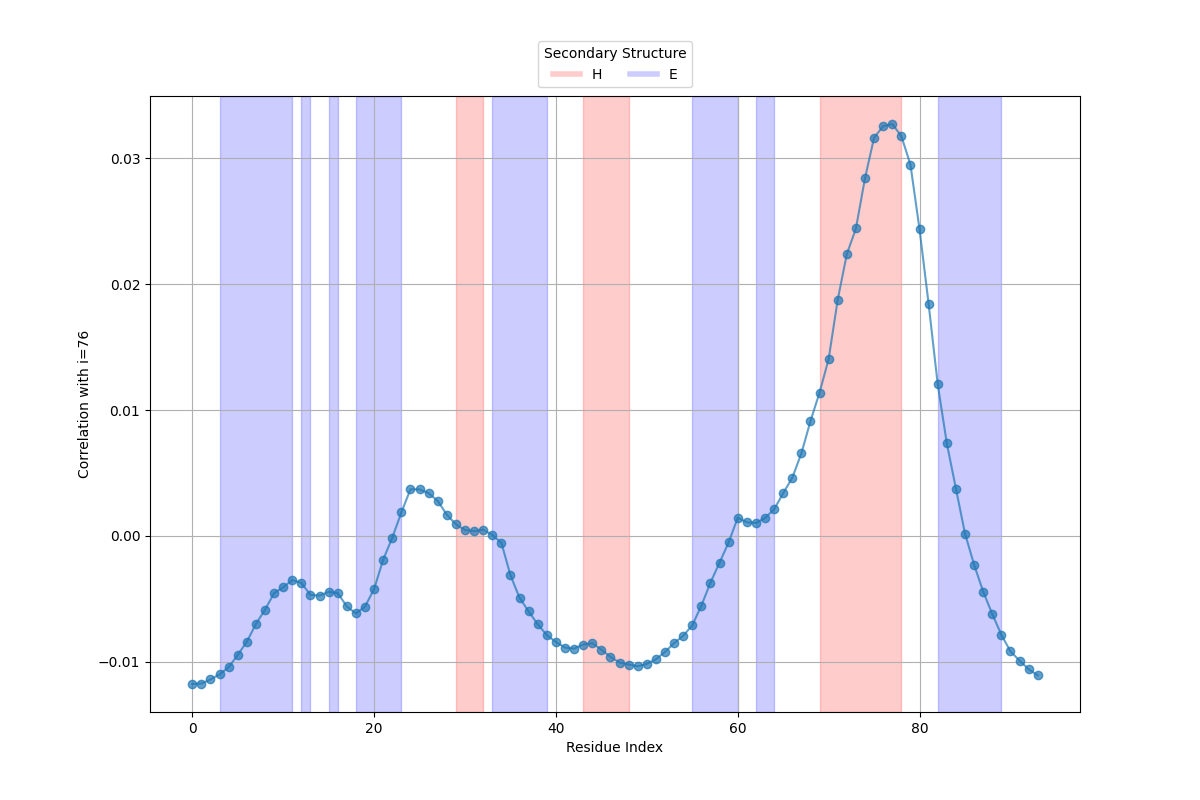 Secondary Structure
H E
0.03
0.02
0.01
0.00
−0.01
Correlation with i=76
0 20 40 60 80
Residue Index